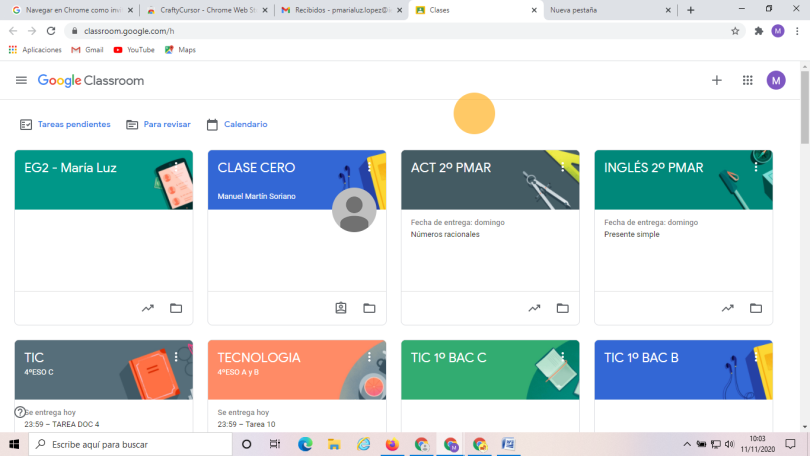 Navegar en Chrome como inv
CraftyCursor - Chrome Web St
Recibidos - pmarialuz.lopez@i
Clases
Nueva pestaña
classroom.google.com/h
M
Aplicaciones
Gmail
YouTube
Maps
Google Classroom
M
Tareas pendientes
Para revisar
Calendario
EG2 - María Luz
CLASE CERO
Manuel Martín Soriano
ACT 2º PMAR
Fecha de entrega: domingo
Números racionales
INGLÉS 2º PMAR
Fecha de entrega: domingo
Presente simple
TIC
4ºESO C
Se entrega hoy
23:59 – TAREA DOC 4
TECNOLOGIA
4ºESO A y B
Se entrega hoy
23:59 – Tarea 10
TIC 1º BAC C
TIC 1º BAC B
Escribe aquí para buscar
10:03
11/11/2020